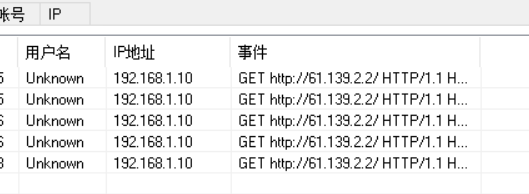 帐号 IP
用户名 IP地址 事件
5 Unknown 192.168.1.10 GET http://61.139.2.2/ HTTP/1.1 H...
5 Unknown 192.168.1.10 GET http://61.139.2.2/ HTTP/1.1 H...
6 Unknown 192.168.1.10 GET http://61.139.2.2/ HTTP/1.1 H...
6 Unknown 192.168.1.10 GET http://61.139.2.2/ HTTP/1.1 H...
3 Unknown 192.168.1.10 GET http://61.139.2.2/ HTTP/1.1 H...